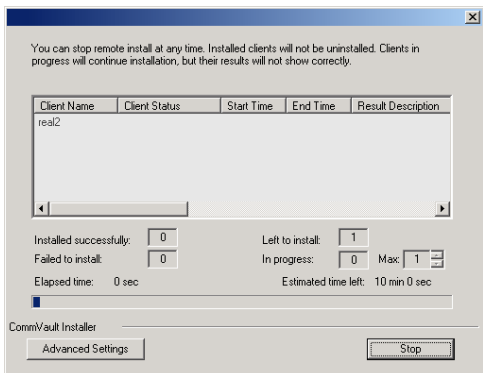 You can stop remote install at any time. Installed clients will not be uninstalled. Clients in
progress will continue installation, but their results will not show correctly.
Client Name Client Status Start Time End Time Result Description
real2
Installed successfully: 0 Left to install: 1
Failed to install: 0 In progress: 0 Max: 1
Elapsed time: 0 sec Estimated time left: 10 min 0 sec
CommVault Installer
Advanced Settings Stop